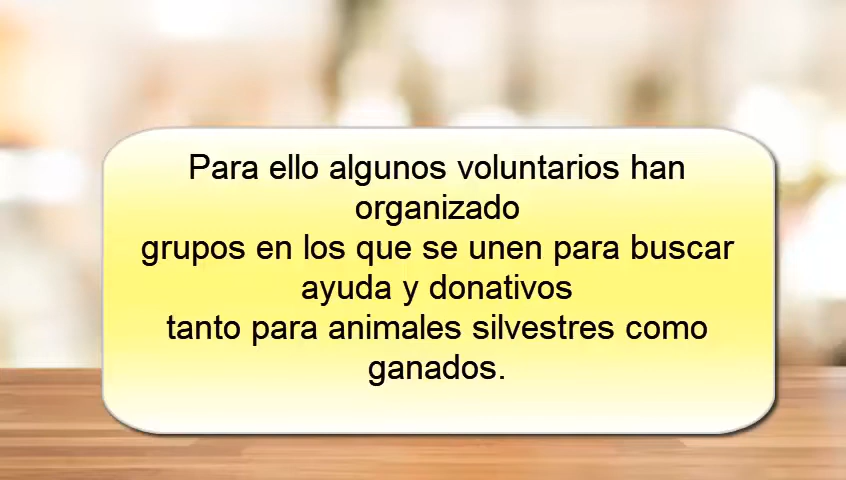 Para ello algunos voluntarios han
organizado
grupos en los que se unen para buscar
ayuda y donativos
tanto para animales silvestres como
ganados.